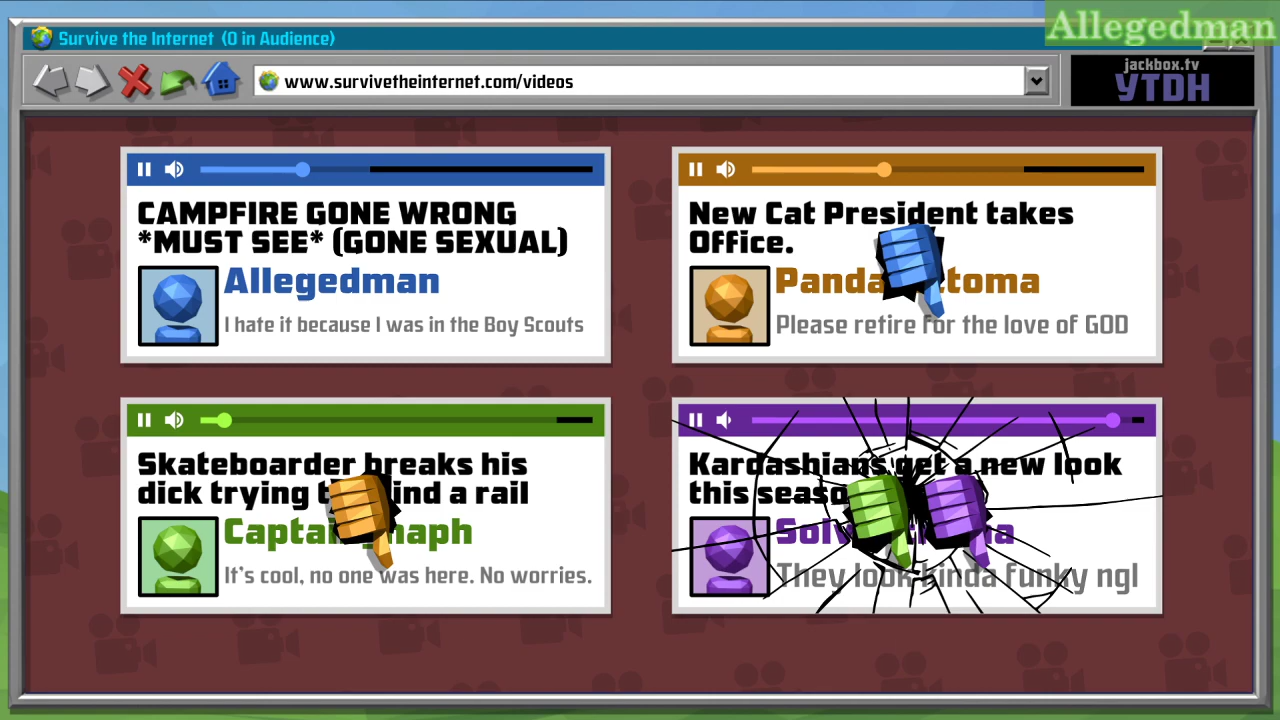 Allegedman
Survive the Internet (0 in Audience)
www.survivetheinternet.com/videos
jackbox.tv
YTDH
CAMPFIRE GONE WRONG
*MUST SEE* (GONE SEXUAL)
Allegedman
I hate it because I was in the Boy Scouts
New Cat President takes
Office.
Please retire for the love of GOD
Skateboarder breaks his
dick trying a rail
It's cool, no one was here. No worries.
Kardashians get a new look
this
They look kinda funky ngl